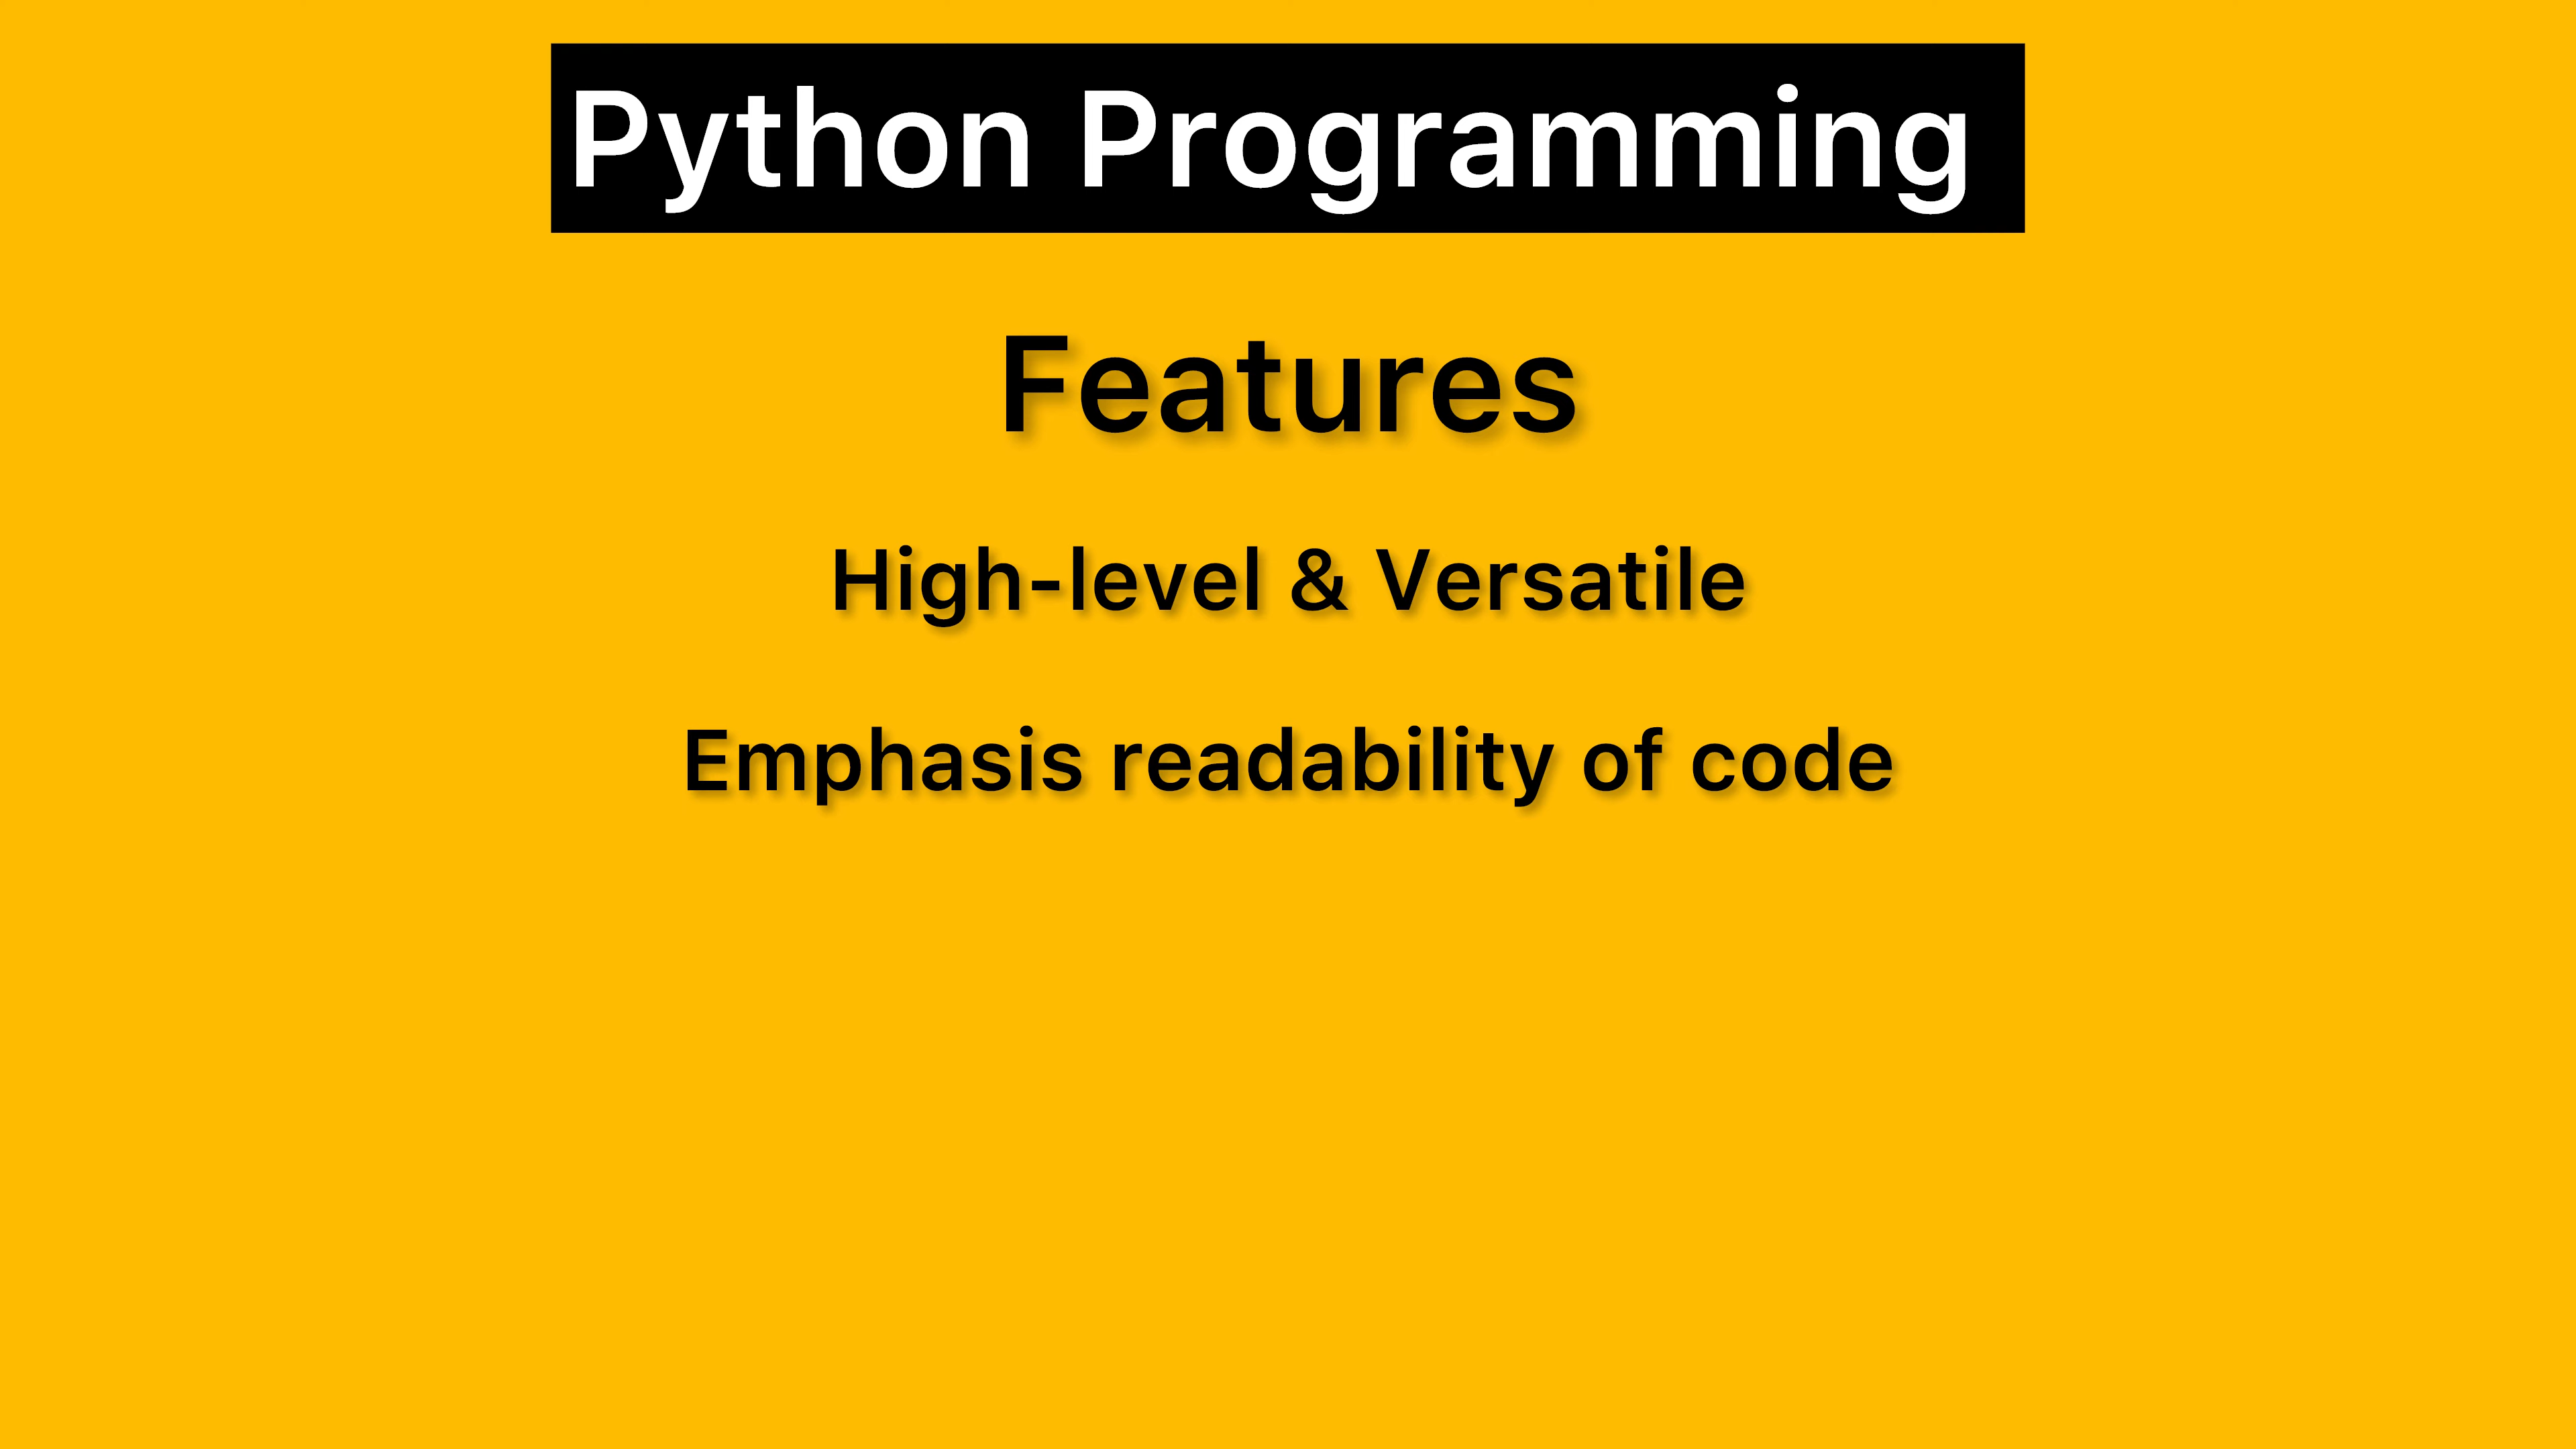 Python Programming
Features
High-level & Versatile
Emphasis readability of code